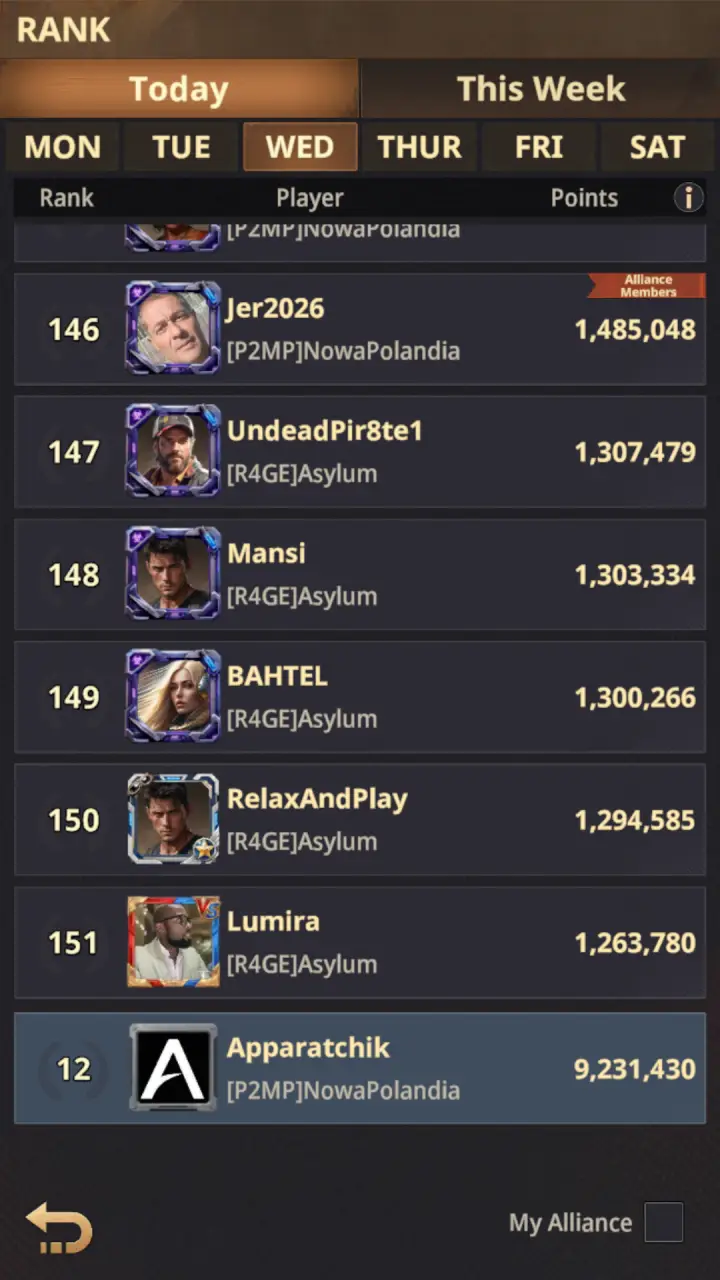 RANK
Today
This Week
MON
TUE
WED
THUR
FRI
SAT
Rank
Player
Points
i
[P2MP]NowaPolandia
146
Jer2026
[P2MP]NowaPolandia
Alliance
Members
1,485,048
147
UndeadPir8te1
[R4GE]Asylum
1,307,479
148
Mansi
[R4GE]Asylum
1,303,334
149
BAHTEL
[R4GE]Asylum
1,300,266
150
RelaxAndPlay
[R4GE]Asylum
1,294,585
151
VS
Lumira
[R4GE]Asylum
1,263,780
12
A
Apparatchik
[P2MP]NowaPolandia
9,231,430
My Alliance